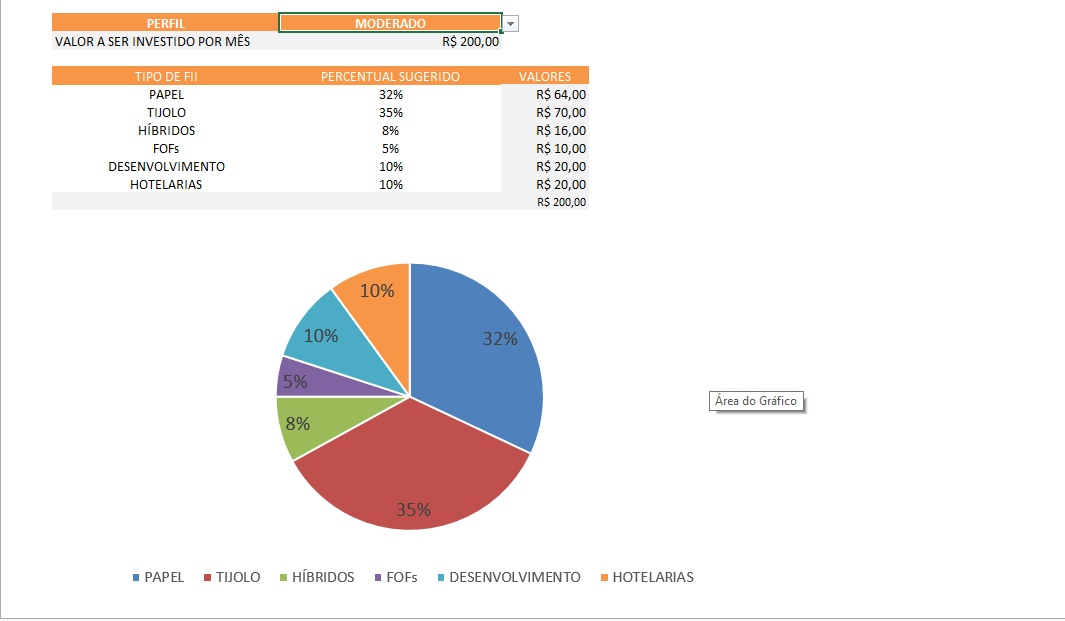 PERFIL MODERADO
VALOR A SER INVESTIDO POR MÊS R$ 200,00
TIPO DE FII PERCENTUAL SUGERIDO VALORES
PAPEL 32% R$ 64,00
TIJOLO 35% R$ 70,00
HÍBRIDOS 8% R$ 16,00
FOFs 5% R$ 10,00
DESENVOLVIMENTO 10% R$ 20,00
HOTELARIAS 10% R$ 20,00
R$ 200,00
10%
10%
32%
5%
8%
35%
Área do Gráfico
PAPEL TIJOLO HÍBRIDOS FOFs DESENVOLVIMENTO HOTELARIAS